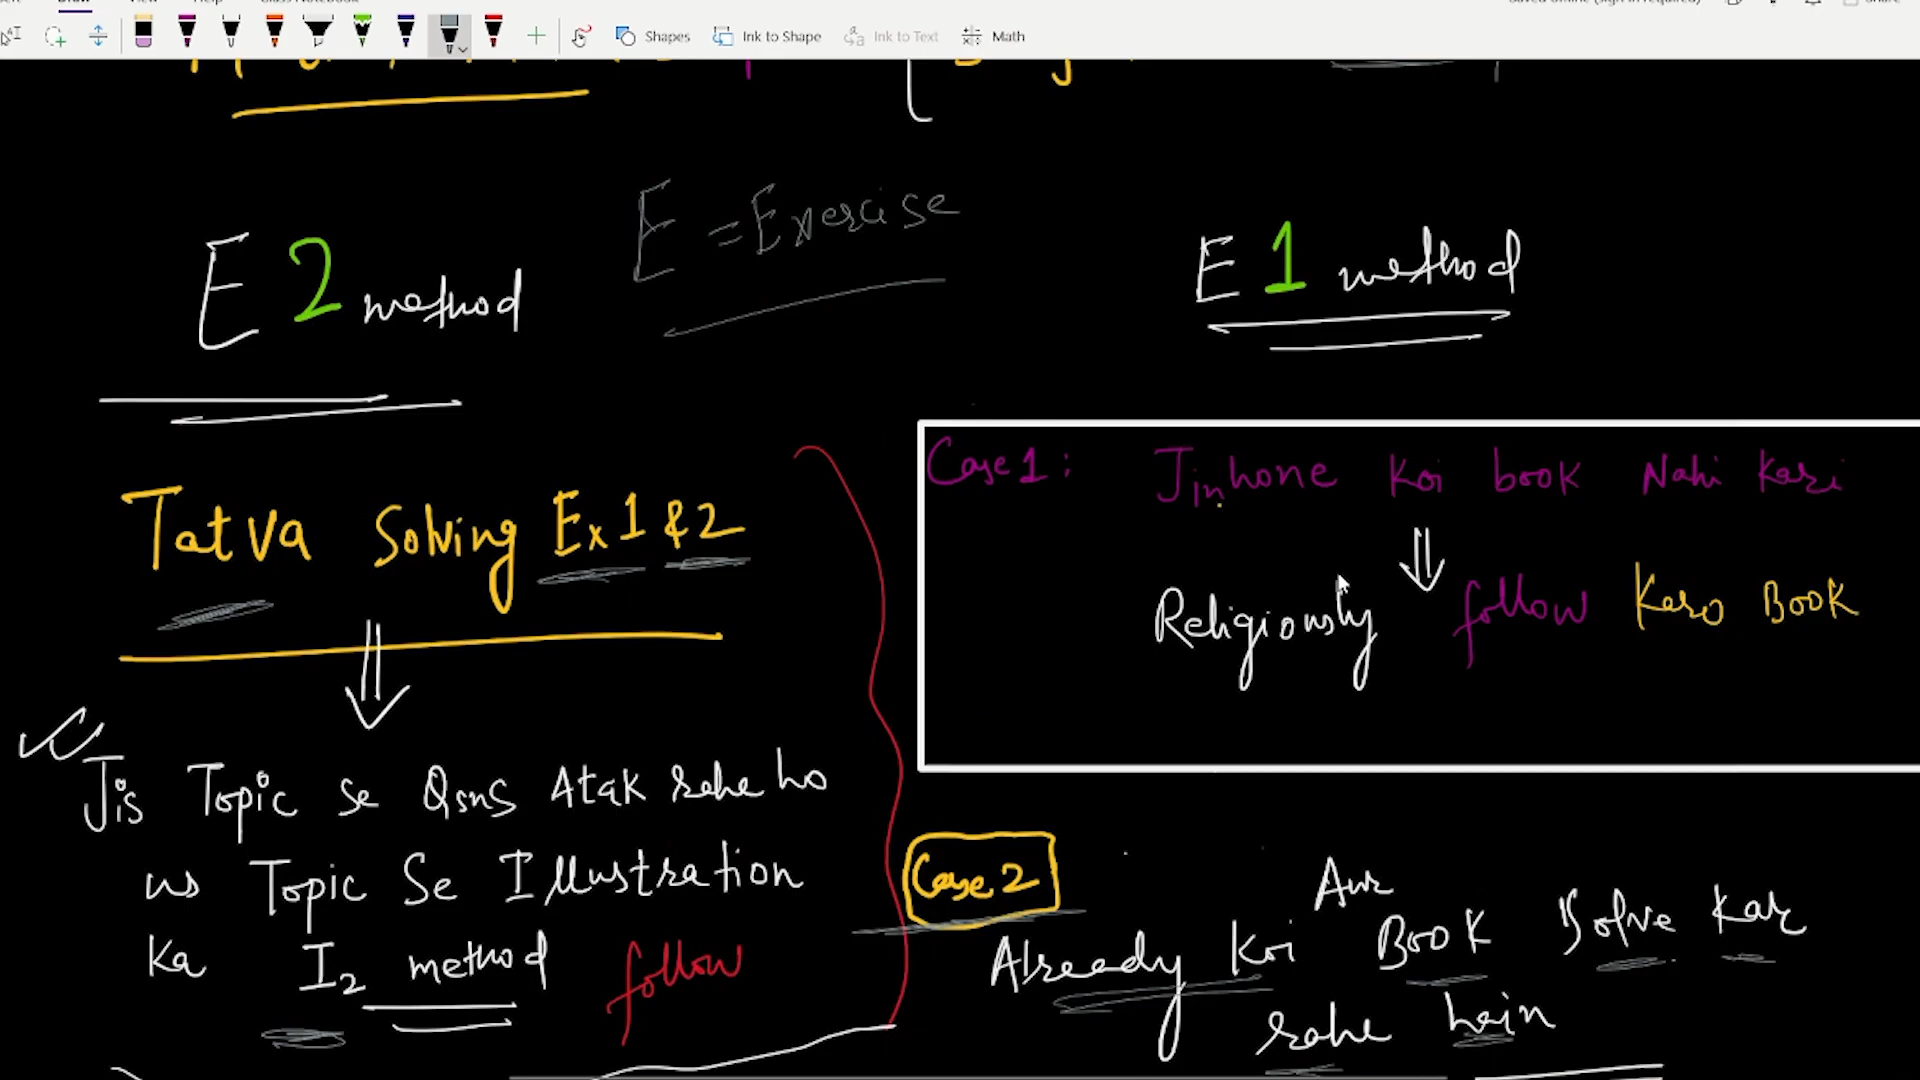 Shapes Ink to Shape Ink to Text Math
E = Exercise
E 2 method
E 1 method
Tatva Solving Ex 1 & 2
Jis Topic se Qsns Atak rahe ho
us Topic Se Illustration
Ka I2 method follow
Case 1: Jinhone Koi book Nahi Kari
Religiously follow Karo Book
Case 2
Aur
Already Koi Book Solve Kar
rahe hain